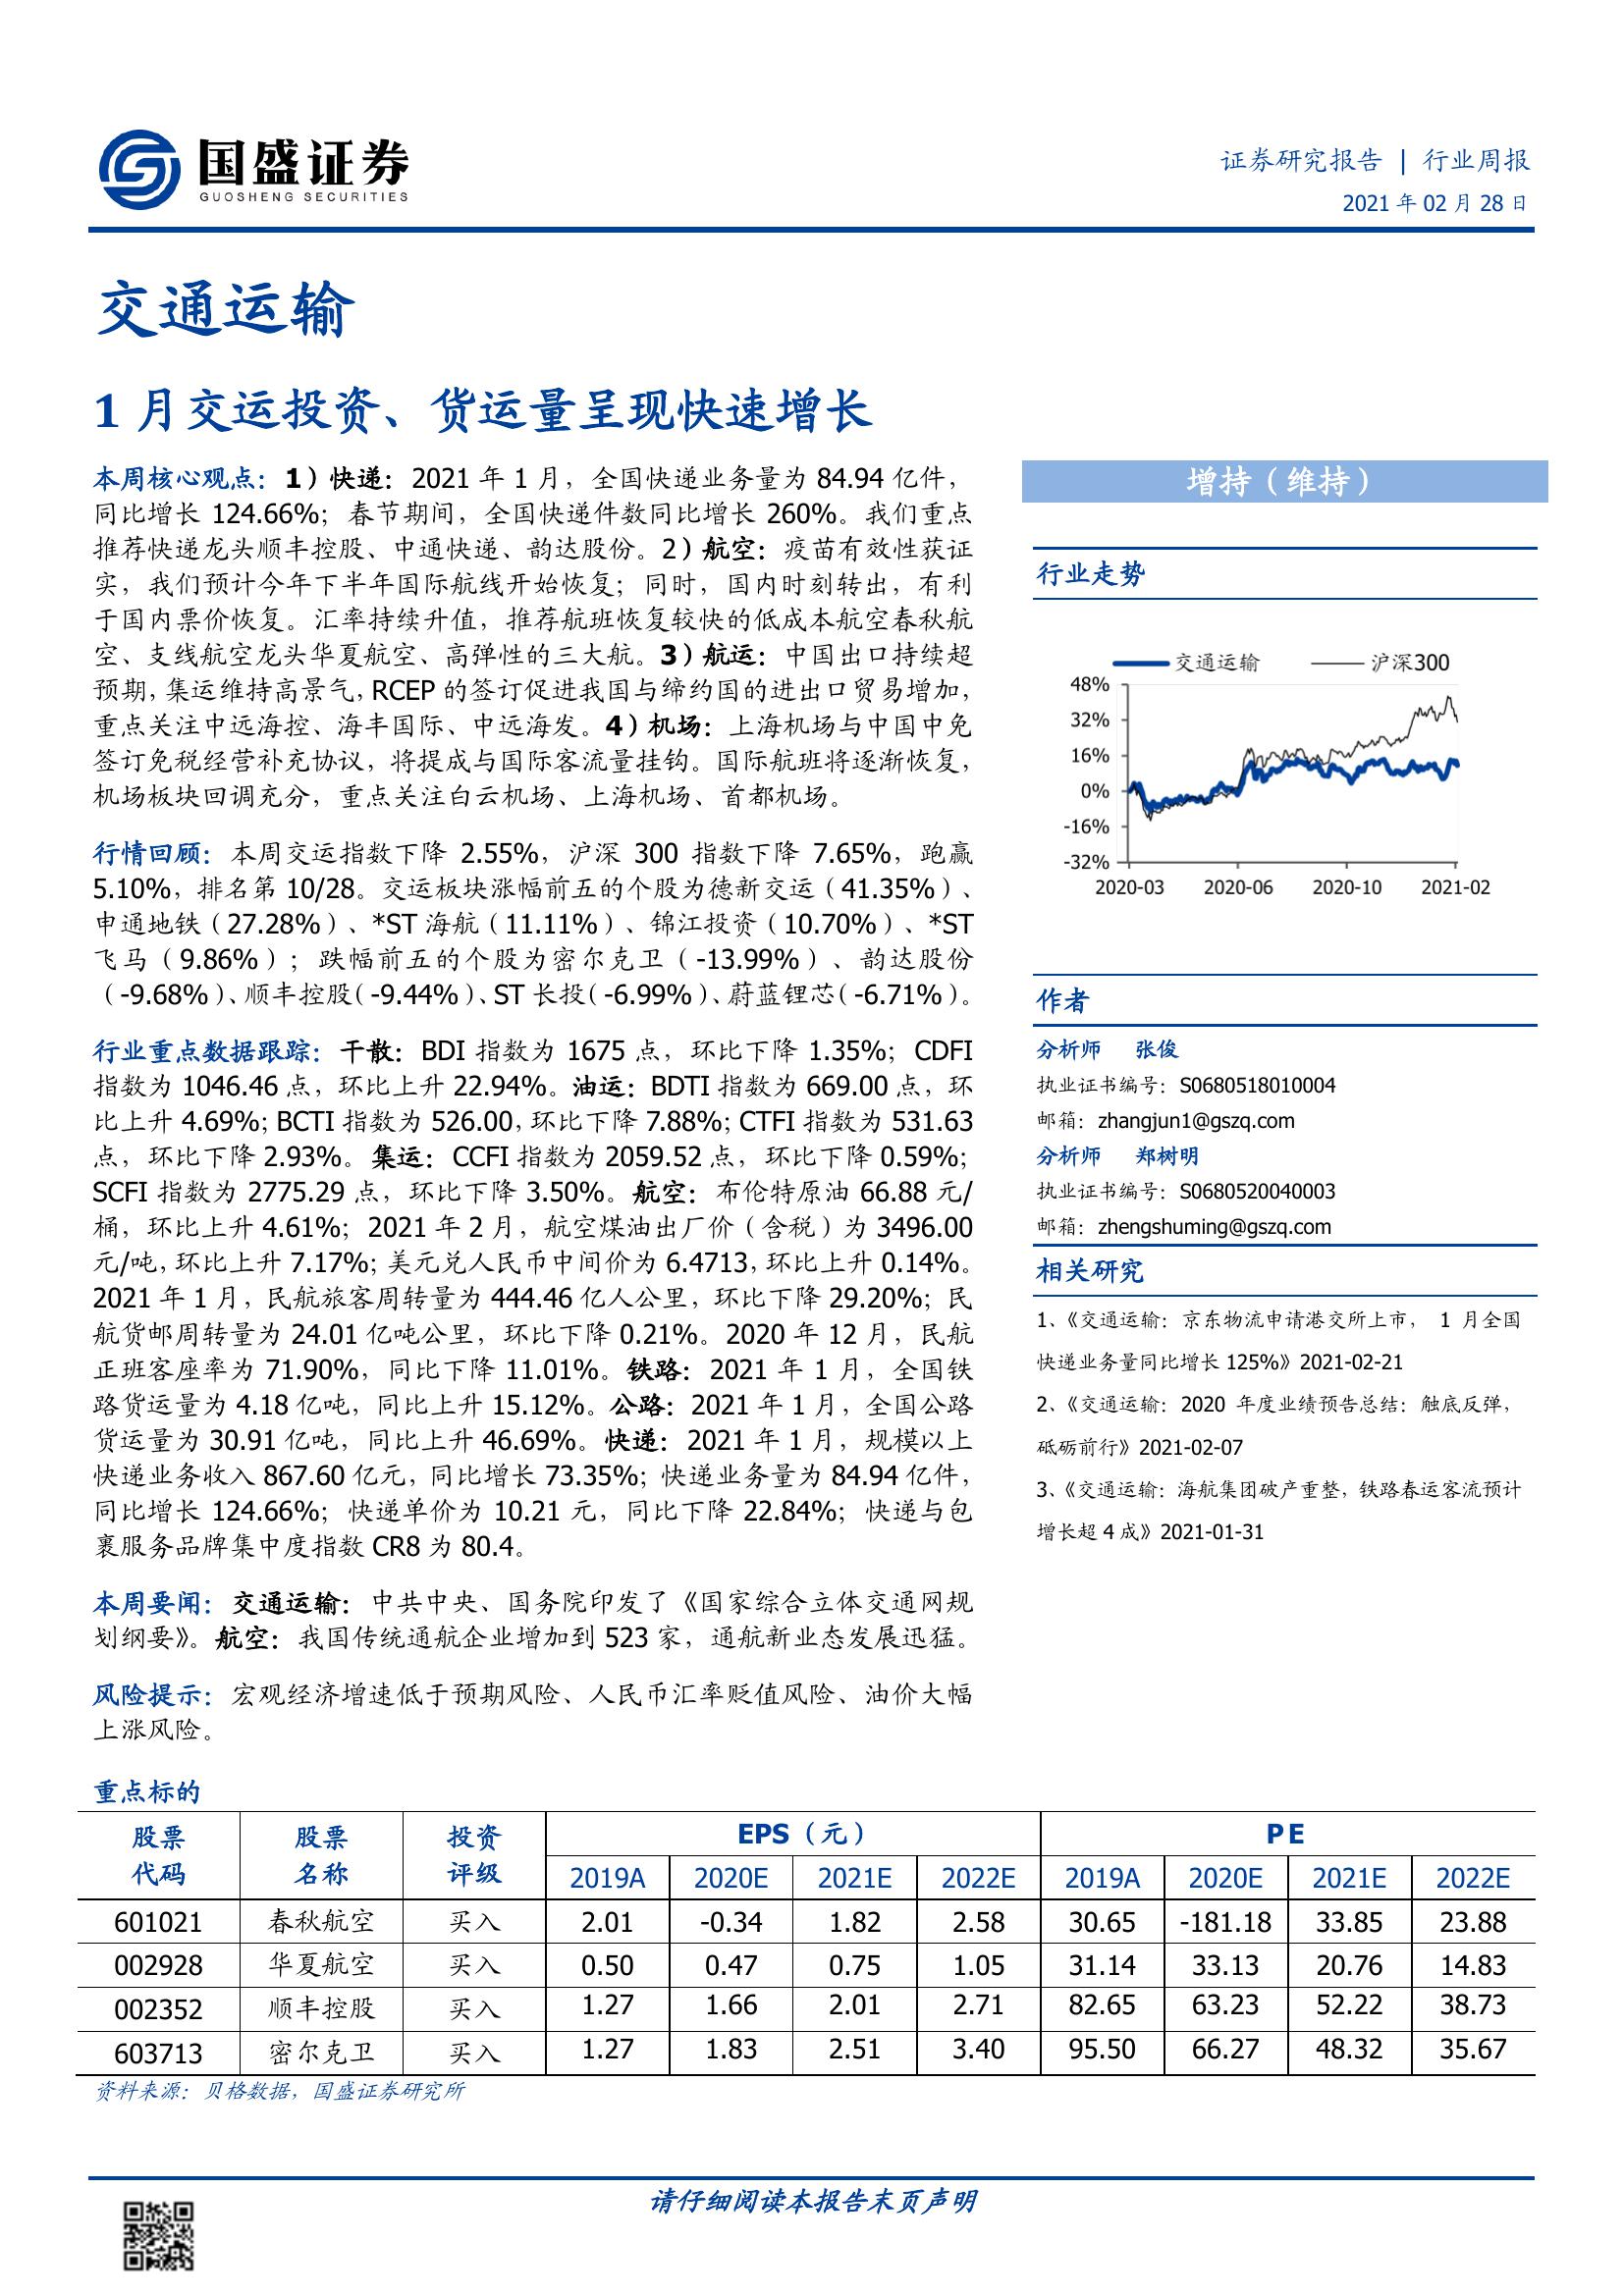 国盛证券
GUOSHENG SECURITIES
证券研究报告 | 行业周报
2021 年 02 月 28 日
交通运输
1 月交运投资、货运量呈现快速增长
本周核心观点：1）快递：2021 年 1 月，全国快递业务量为 84.94 亿件，
同比增长 124.66%；春节期间，全国快递件数同比增长 260%。我们重点
推荐快递龙头顺丰控股、中通快递、韵达股份。2）航空：疫苗有效性获证
实，我们预计今年下半年国际航线开始恢复；同时，国内时刻转出，有利
于国内票价恢复。汇率持续升值，推荐航班恢复较快的低成本航空春秋航
空、支线航空龙头华夏航空、高弹性的三大航。3）航运：中国出口持续超
预期，集运维持高景气，RCEP 的签订促进我国与缔约国的进出口贸易增加，
重点关注中远海控、海丰国际、中远海发。4）机场：上海机场与中国中免
签订免税经营补充协议，将提成与国际客流量挂钩。国际航班将逐渐恢复，
机场板块回调充分，重点关注白云机场、上海机场、首都机场。
行情回顾：本周交运指数下降 2.55%，沪深 300 指数下降 7.65%，跑赢
5.10%，排名第 10/28。交运板块涨幅前五的个股为德新交运（41.35%）、
申通地铁（27.28%）、*ST 海航（11.11%）、锦江投资（10.70%）、*ST
飞马（9.86%）；跌幅前五的个股为密尔克卫（-13.99%）、韵达股份
（-9.68%）、顺丰控股（-9.44%）、ST 长投（-6.99%）、蔚蓝锂芯（-6.71%）。
行业重点数据跟踪：干散：BDI 指数为 1675 点，环比下降 1.35%；CDFI
指数为 1046.46 点，环比上升 22.94%。油运：BDTI 指数为 669.00 点，环
比上升 4.69%；BCTI 指数为 526.00，环比下降 7.88%；CTFI 指数为 531.63
点，环比下降 2.93%。集运：CCFI 指数为 2059.52 点，环比下降 0.59%；
SCFI 指数为 2775.29 点，环比下降 3.50%。航空：布伦特原油 66.88 元/
桶，环比上升 4.61%；2021 年 2 月，航空煤油出厂价（含税）为 3496.00
元/吨，环比上升 7.17%；美元兑人民币中间价为 6.4713，环比上升 0.14%。
2021 年 1 月，民航旅客周转量为 444.46 亿人公里，环比下降 29.20%；民
航货邮周转量为 24.01 亿吨公里，环比下降 0.21%。2020 年 12 月，民航
正班客座率为 71.90%，同比下降 11.01%。铁路：2021 年 1 月，全国铁
路货运量为 4.18 亿吨，同比上升 15.12%。公路：2021 年 1 月，全国公路
货运量为 30.91 亿吨，同比上升 46.69%。快递：2021 年 1 月，规模以上
快递业务收入 867.60 亿元，同比增长 73.35%；快递业务量为 84.94 亿件，
同比增长 124.66%；快递单价为 10.21 元，同比下降 22.84%；快递与包
裹服务品牌集中度指数 CR8 为 80.4。
本周要闻：交通运输：中共中央、国务院印发了《国家综合立体交通网规
划纲要》。航空：我国传统通航企业增加到 523 家，通航新业态发展迅猛。
风险提示：宏观经济增速低于预期风险、人民币汇率贬值风险、油价大幅
上涨风险。
增持（维持）
行业走势
交通运输 沪深300
48%
32%
16%
0%
-16%
-32%
2020-03 2020-06 2020-10 2021-02
作者
分析师 张俊
执业证书编号：S0680518010004
邮箱：zhangjun1@gszq.com
分析师 郑树明
执业证书编号：S0680520040003
邮箱：zhengshuming@gszq.com
相关研究
1、《交通运输：京东物流申请港交所上市， 1 月全国
快递业务量同比增长 125%》2021-02-21
2、《交通运输：2020 年度业绩预告总结：触底反弹，
砥砺前行》2021-02-07
3、《交通运输：海航集团破产重整，铁路春运客流预计
增长超 4 成》2021-01-31
重点标的
股票 股票 投资 EPS（元） P E
代码 名称 评级 2019A 2020E 2021E 2022E 2019A 2020E 2021E 2022E
601021 春秋航空 买入 2.01 -0.34 1.82 2.58 30.65 -181.18 33.85 23.88
002928 华夏航空 买入 0.50 0.47 0.75 1.05 31.14 33.13 20.76 14.83
002352 顺丰控股 买入 1.27 1.66 2.01 2.71 82.65 63.23 52.22 38.73
603713 密尔克卫 买入 1.27 1.83 2.51 3.40 95.50 66.27 48.32 35.67
资料来源：贝格数据，国盛证券研究所
请仔细阅读本报告末页声明